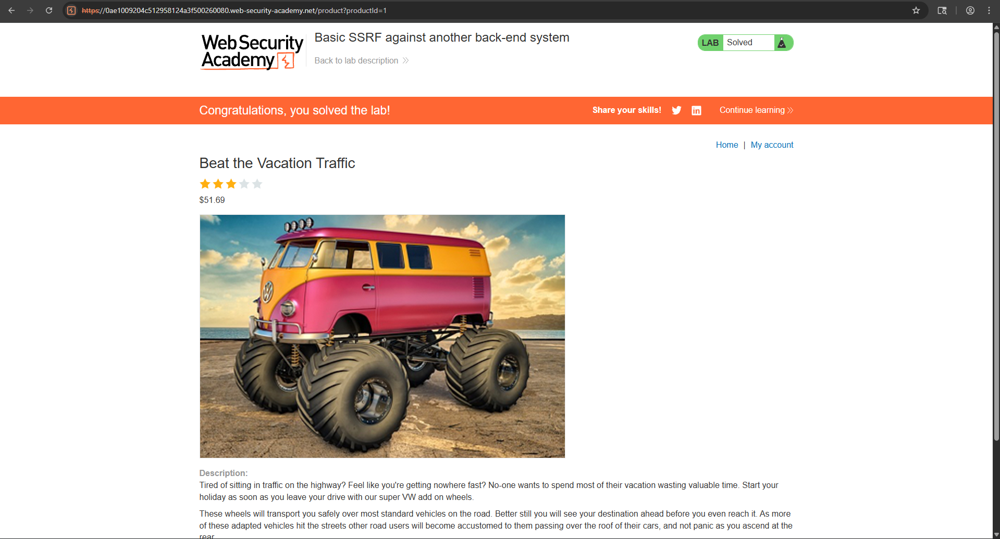 https://0ae1009204c512958124a3f500260080.web-security-academy.net/product?productId=1
Web Security
Academy
Basic SSRF against another back-end system
Back to lab description
LAB Solved
Congratulations, you solved the lab!
Share your skills!
in
Continue learning
Home | My account
Beat the Vacation Traffic
$51.69
VW
Description:
Tired of sitting in traffic on the highway? Feel like you're getting nowhere fast? No-one wants to spend most of their vacation wasting valuable time. Start your
holiday as soon as you leave your drive with our super VW add on wheels.
These wheels will transport you safely over most standard vehicles on the road. Better still you will see your destination ahead before you even reach it. As more
of these adapted vehicles hit the streets other road users will become accustomed to them passing over the roof of their cars, and not panic as you ascend at the
rear.